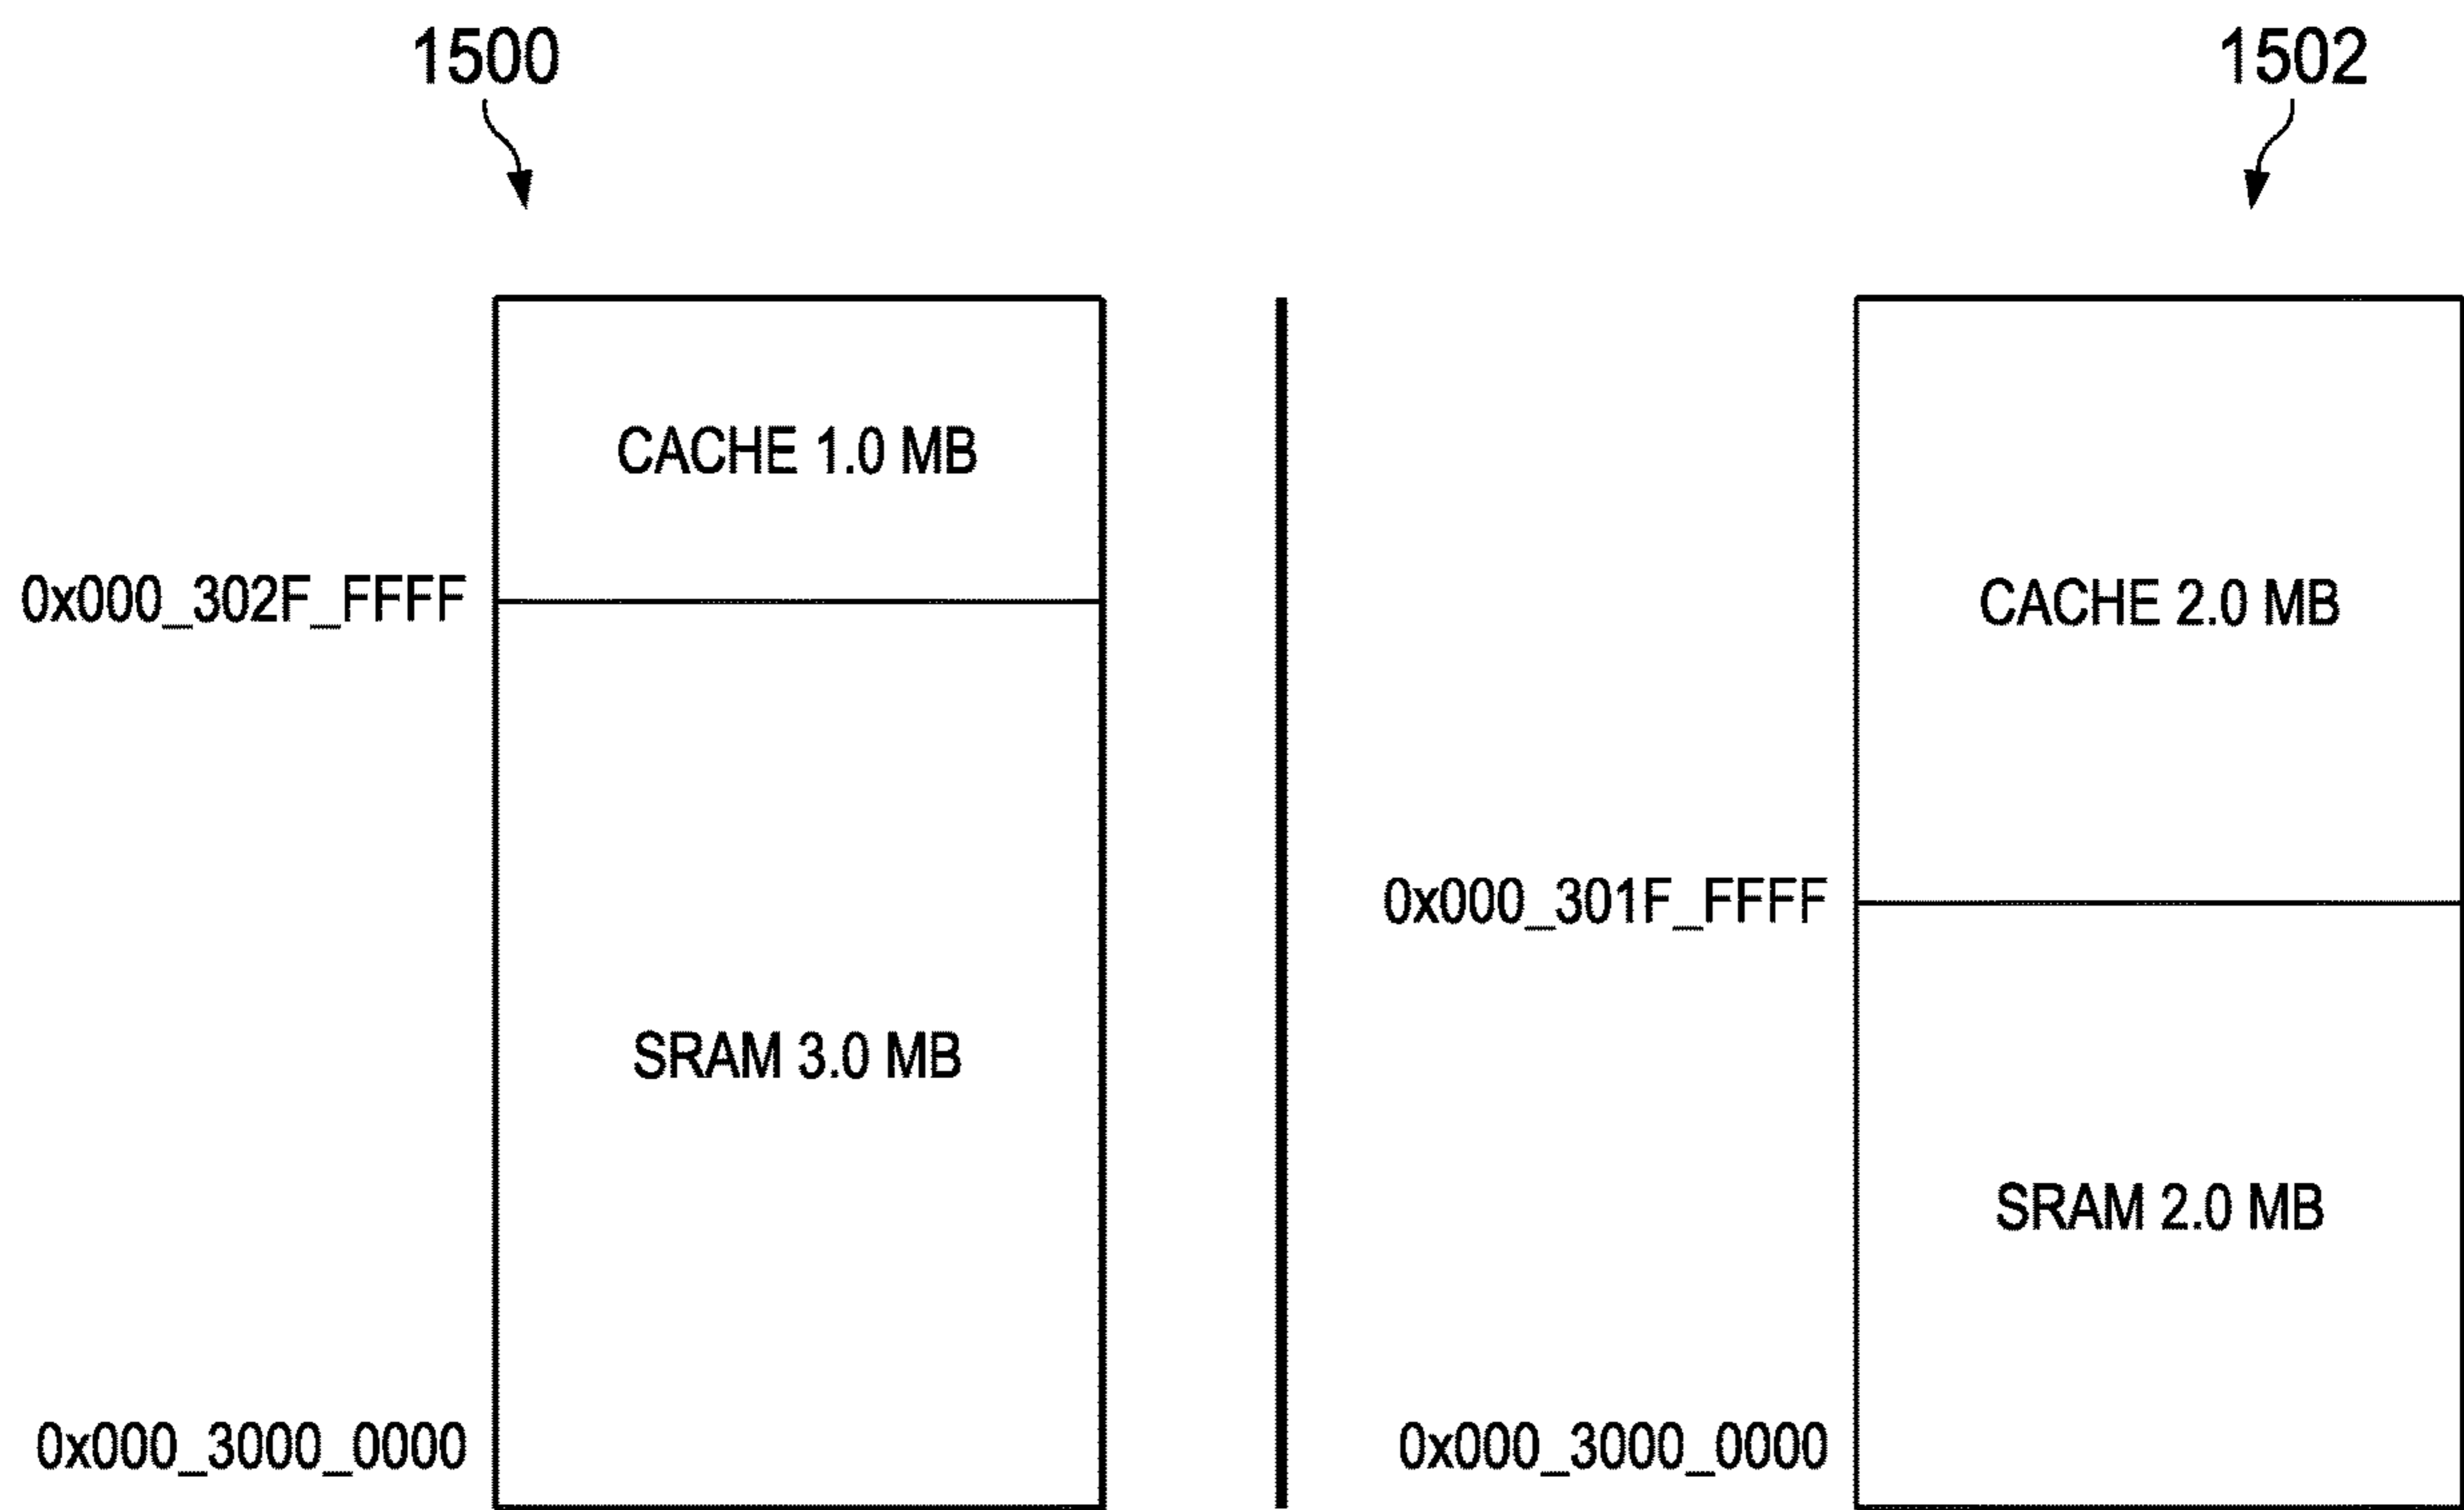 1500
CACHE 1.0 MB
0x000_302F_FFFF
SRAM 3.0 MB
0x000_3000_0000
1502
CACHE 2.0 MB
0x000_301F_FFFF
SRAM 2.0 MB
0x000_3000_0000